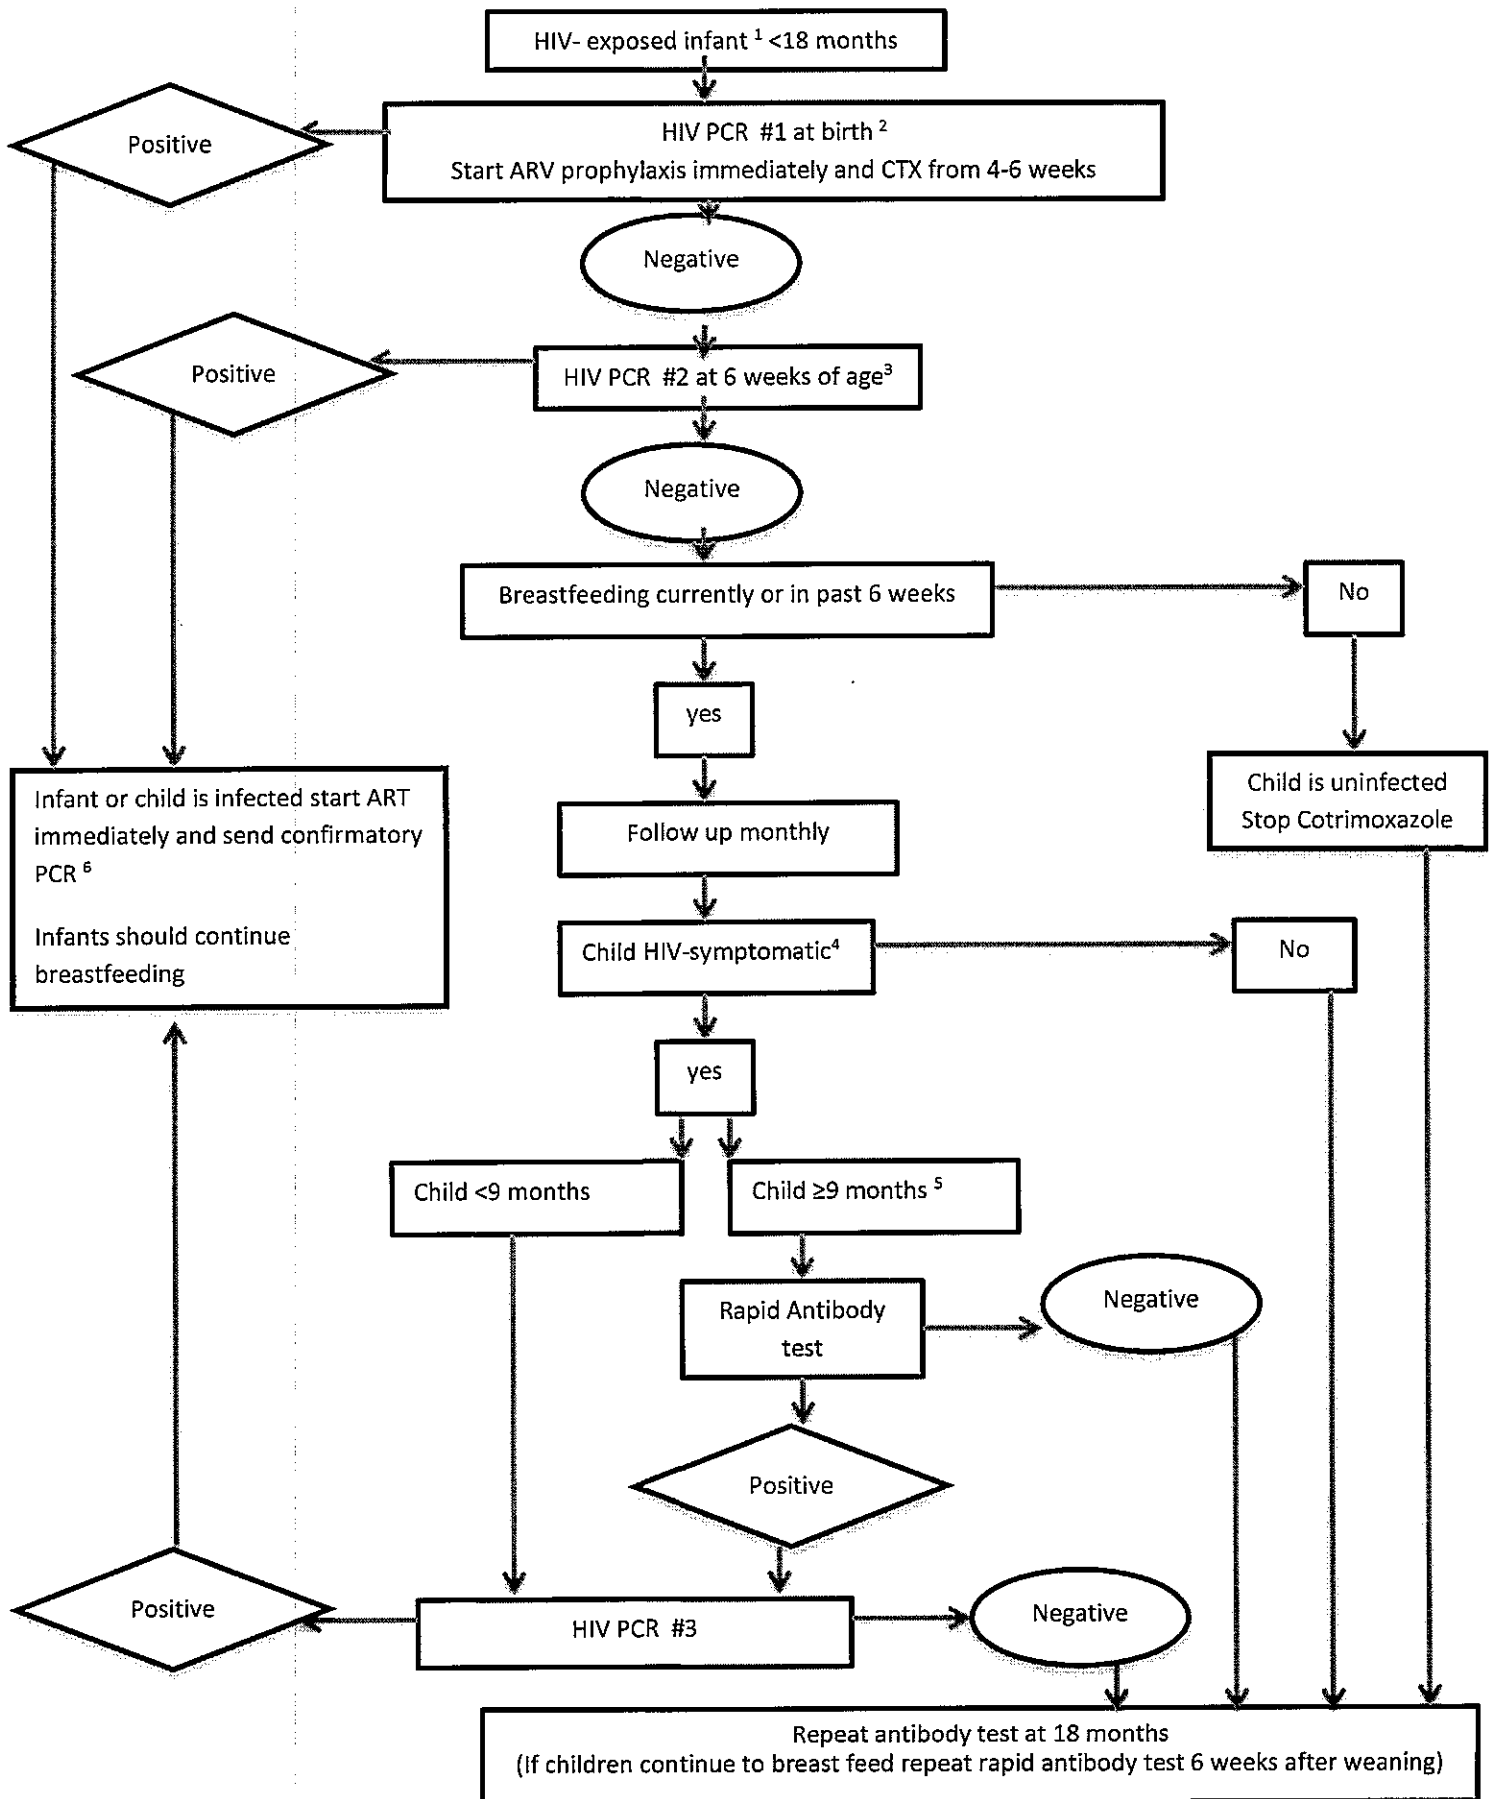 HIV- exposed infant ¹ <18 months
Positive
HIV PCR #1 at birth ²
Start ARV prophylaxis immediately and CTX from 4-6 weeks
Negative
Positive
HIV PCR #2 at 6 weeks of age³
Negative
Breastfeeding currently or in past 6 weeks
No
yes
Infant or child is infected start ART
immediately and send confirmatory
PCR ⁶
Infants should continue
breastfeeding
Follow up monthly
Child is uninfected
Stop Cotrimoxazole
Child HIV-symptomatic⁴
No
yes
Child <9 months
Child ≥9 months ⁵
Rapid Antibody
test
Negative
Positive
Positive
HIV PCR #3
Negative
Repeat antibody test at 18 months
(If children continue to breast feed repeat rapid antibody test 6 weeks after weaning)